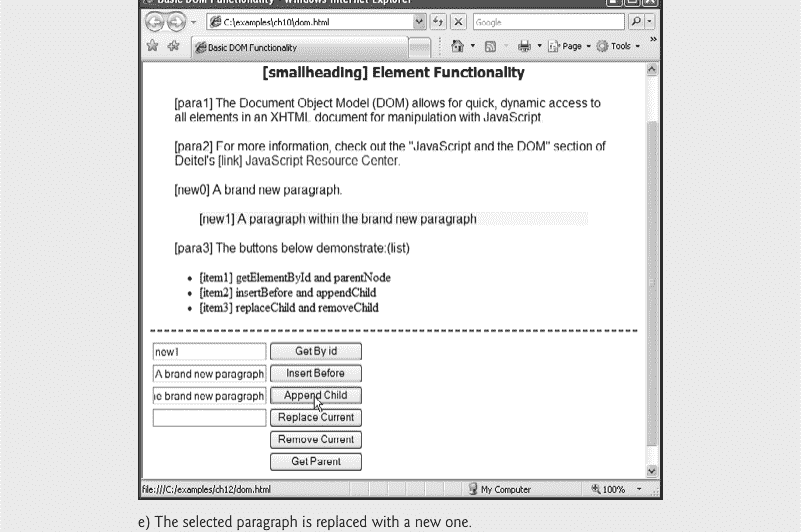 Basic DOM Functionality - Windows Internet Explorer
C:\examples\ch10\dom.html
Google
Basic DOM Functionality
Page
Tools
[smallheading] Element Functionality
[para1] The Document Object Model (DOM) allows for quick, dynamic access to
all elements in an XHTML document for manipulation with JavaScript.
[para2] For more information, check out the "JavaScript and the DOM" section of
Deitel's [link] JavaScript Resource Center.
[new0] A brand new paragraph.
[new1] A paragraph within the brand new paragraph
[para3] The buttons below demonstrate:(list)
• [item1] getElementById and parentNode
• [item2] insertBefore and appendChild
• [item3] replaceChild and removeChild
new1 Get By id
A brand new paragraph Insert Before
e brand new paragraph Append Child
Replace Current
Remove Current
Get Parent
file:///C:/examples/ch12/dom.html My Computer 100%
e) The selected paragraph is replaced with a new one.